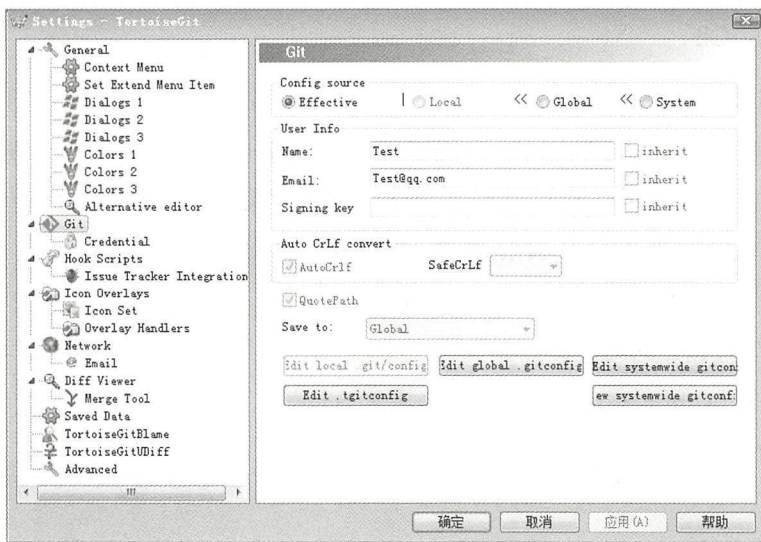 Settings - TortoiseGit
General
Context Menu
Set Extend Menu Item
Dialogs 1
Dialogs 2
Dialogs 3
Colors 1
Colors 2
Colors 3
Alternative editor
Git
Credential
Hook Scripts
Issue Tracker Integration
Icon Overlays
Icon Set
Overlay Handlers
Network
Email
Diff Viewer
Merge Tool
Saved Data
TortoiseGitBlame
TortoiseGitUDiff
Advanced
Git
Config source
Effective | Local << Global << System
User Info
Name: Test inherit
Email: Test@qq.com inherit
Signing key inherit
Auto CrLf convert
AutoCrlf SafeCrLf
QuotePath
Save to: Global
Edit local .git/config Edit global .gitconfig Edit systemwide gitcon
Edit .tgitconfig ew systemwide gitconf
确定 取消 应用(A) 帮助